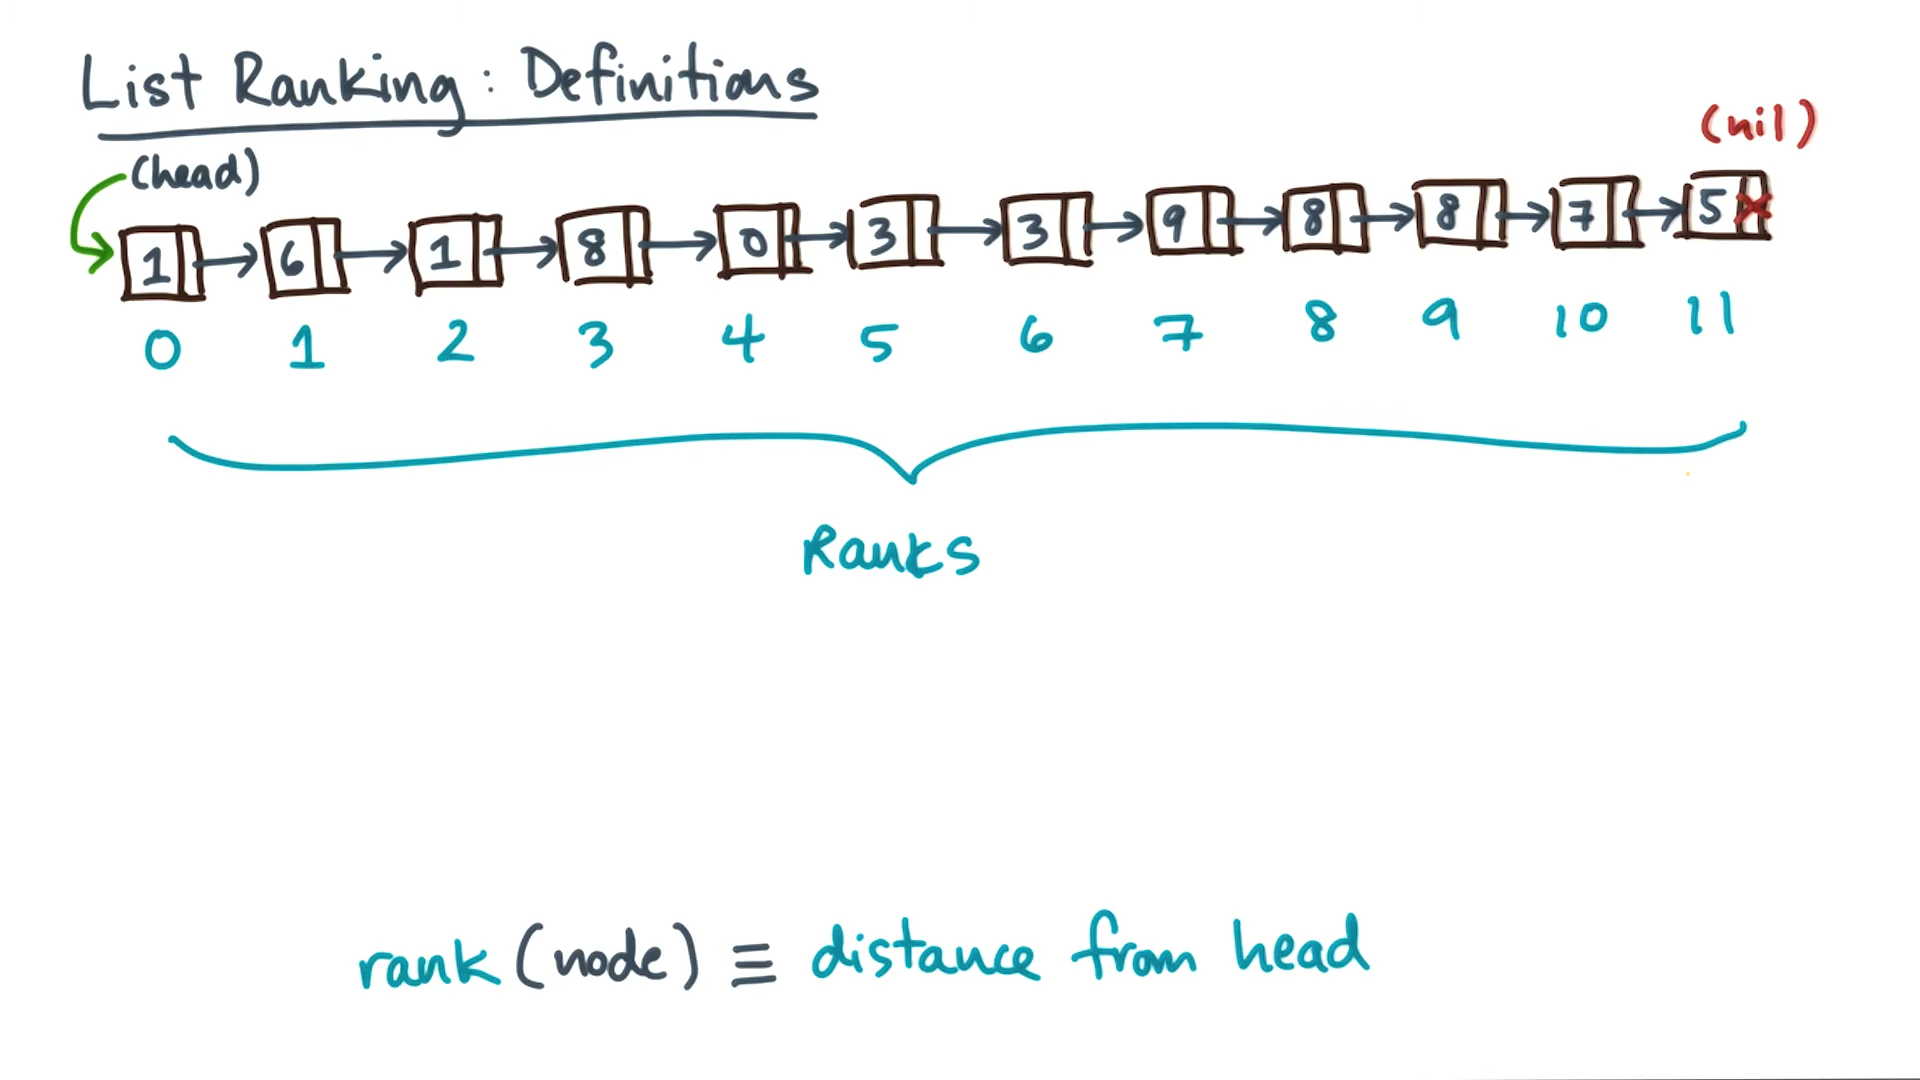 List Ranking: Definitions
(nil)
(head)
1 6 1 8 0 3 3 9 8 8 7 5
0 1 2 3 4 5 6 7 8 9 10 11
Ranks
rank (node) ≡ distance from head